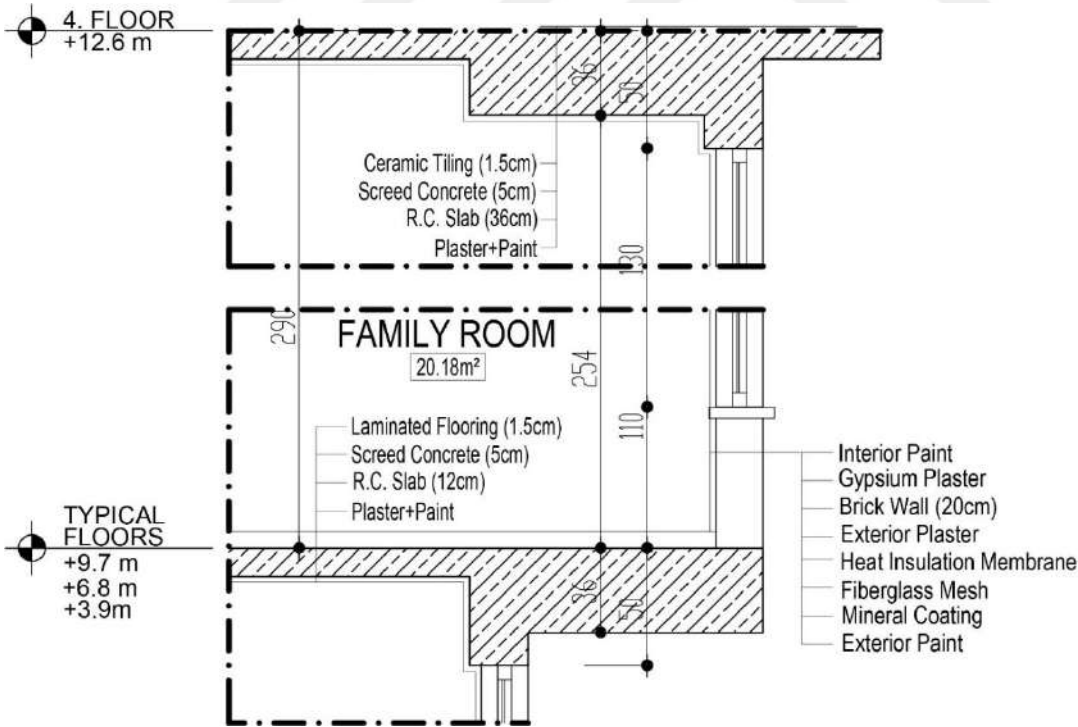 4. FLOOR
+12.6 m
36
50
Ceramic Tiling (1.5cm)
Screed Concrete (5cm)
R.C. Slab (36cm)
Plaster+Paint
130
290
FAMILY ROOM
20.18m²
254
110
Laminated Flooring (1.5cm)
Screed Concrete (5cm)
R.C. Slab (12cm)
Plaster+Paint
Interior Paint
Gypsium Plaster
Brick Wall (20cm)
Exterior Plaster
Heat Insulation Membrane
Fiberglass Mesh
Mineral Coating
Exterior Paint
TYPICAL
FLOORS
+9.7 m
+6.8 m
+3.9m
36
50